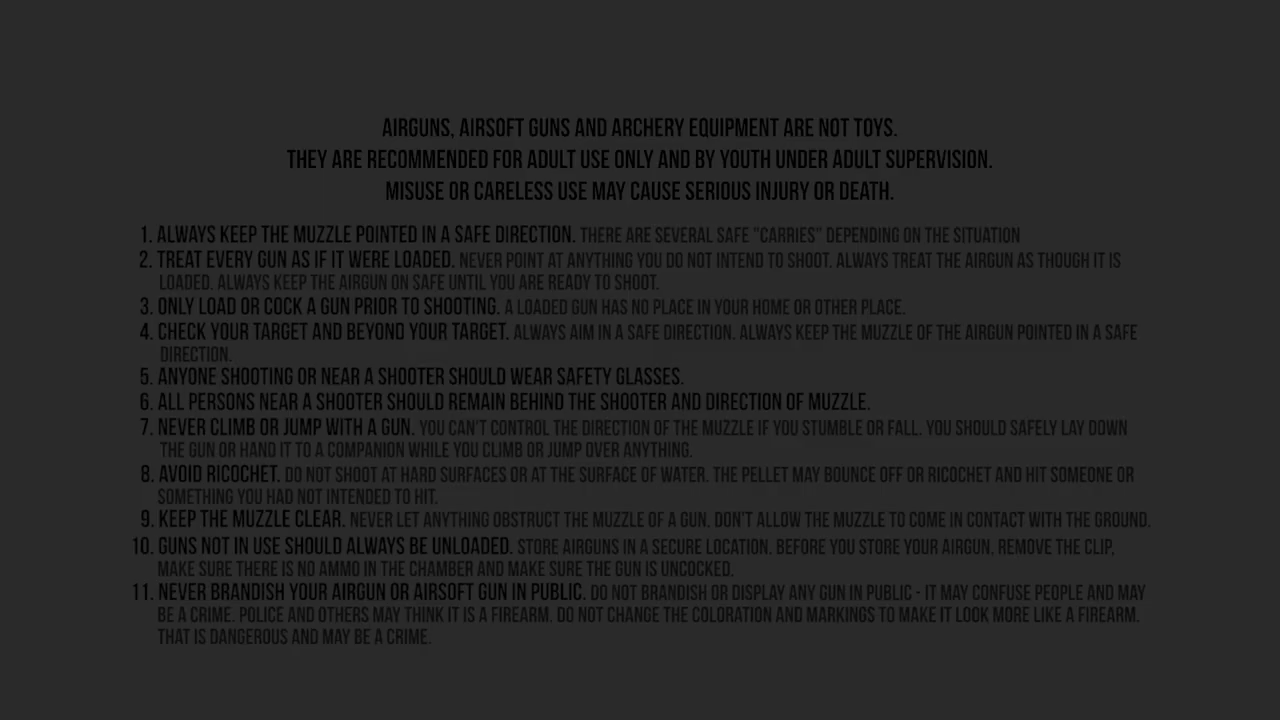 AIRGUNS, AIRSOFT GUNS AND ARCHERY EQUIPMENT ARE NOT TOYS.
THEY ARE RECOMMENDED FOR ADULT USE ONLY AND BY YOUTH UNDER ADULT SUPERVISION.
MISUSE OR CARELESS USE MAY CAUSE SERIOUS INJURY OR DEATH.
1. ALWAYS KEEP THE MUZZLE POINTED IN A SAFE DIRECTION. THERE ARE SEVERAL SAFE "CARRIES" DEPENDING ON THE SITUATION
2. TREAT EVERY GUN AS IF IT WERE LOADED. NEVER POINT AT ANYTHING YOU DO NOT INTEND TO SHOOT. ALWAYS TREAT THE AIRGUN AS THOUGH IT IS
LOADED. ALWAYS KEEP THE AIRGUN ON SAFE UNTIL YOU ARE READY TO SHOOT.
3. ONLY LOAD OR COCK A GUN PRIOR TO SHOOTING. A LOADED GUN HAS NO PLACE IN YOUR HOME OR OTHER PLACE.
4. CHECK YOUR TARGET AND BEYOND YOUR TARGET. ALWAYS AIM IN A SAFE DIRECTION. ALWAYS KEEP THE MUZZLE OF THE AIRGUN POINTED IN A SAFE
DIRECTION.
5. ANYONE SHOOTING OR NEAR A SHOOTER SHOULD WEAR SAFETY GLASSES.
6. ALL PERSONS NEAR A SHOOTER SHOULD REMAIN BEHIND THE SHOOTER AND DIRECTION OF MUZZLE.
7. NEVER CLIMB OR JUMP WITH A GUN. YOU CAN'T CONTROL THE DIRECTION OF THE MUZZLE IF YOU STUMBLE OR FALL. YOU SHOULD SAFELY LAY DOWN
THE GUN OR HAND IT TO A COMPANION WHILE YOU CLIMB OR JUMP OVER ANYTHING.
8. AVOID RICOCHET. DO NOT SHOOT AT HARD SURFACES OR AT THE SURFACE OF WATER. THE PELLET MAY BOUNCE OFF OR RICOCHET AND HIT SOMEONE OR
SOMETHING YOU HAD NOT INTENDED TO HIT.
9. KEEP THE MUZZLE CLEAR. NEVER LET ANYTHING OBSTRUCT THE MUZZLE OF A GUN. DON'T ALLOW THE MUZZLE TO COME IN CONTACT WITH THE GROUND.
10. GUNS NOT IN USE SHOULD ALWAYS BE UNLOADED. STORE AIRGUNS IN A SECURE LOCATION. BEFORE YOU STORE YOUR AIRGUN, REMOVE THE CLIP,
MAKE SURE THERE IS NO AMMO IN THE CHAMBER AND MAKE SURE THE GUN IS UNCOCKED.
11. NEVER BRANDISH YOUR AIRGUN OR AIRSOFT GUN IN PUBLIC. DO NOT BRANDISH OR DISPLAY ANY GUN IN PUBLIC - IT MAY CONFUSE PEOPLE AND MAY
BE A CRIME. POLICE AND OTHERS MAY THINK IT IS A FIREARM. DO NOT CHANGE THE COLORATION AND MARKINGS TO MAKE IT LOOK MORE LIKE A FIREARM.
THAT IS DANGEROUS AND MAY BE A CRIME.